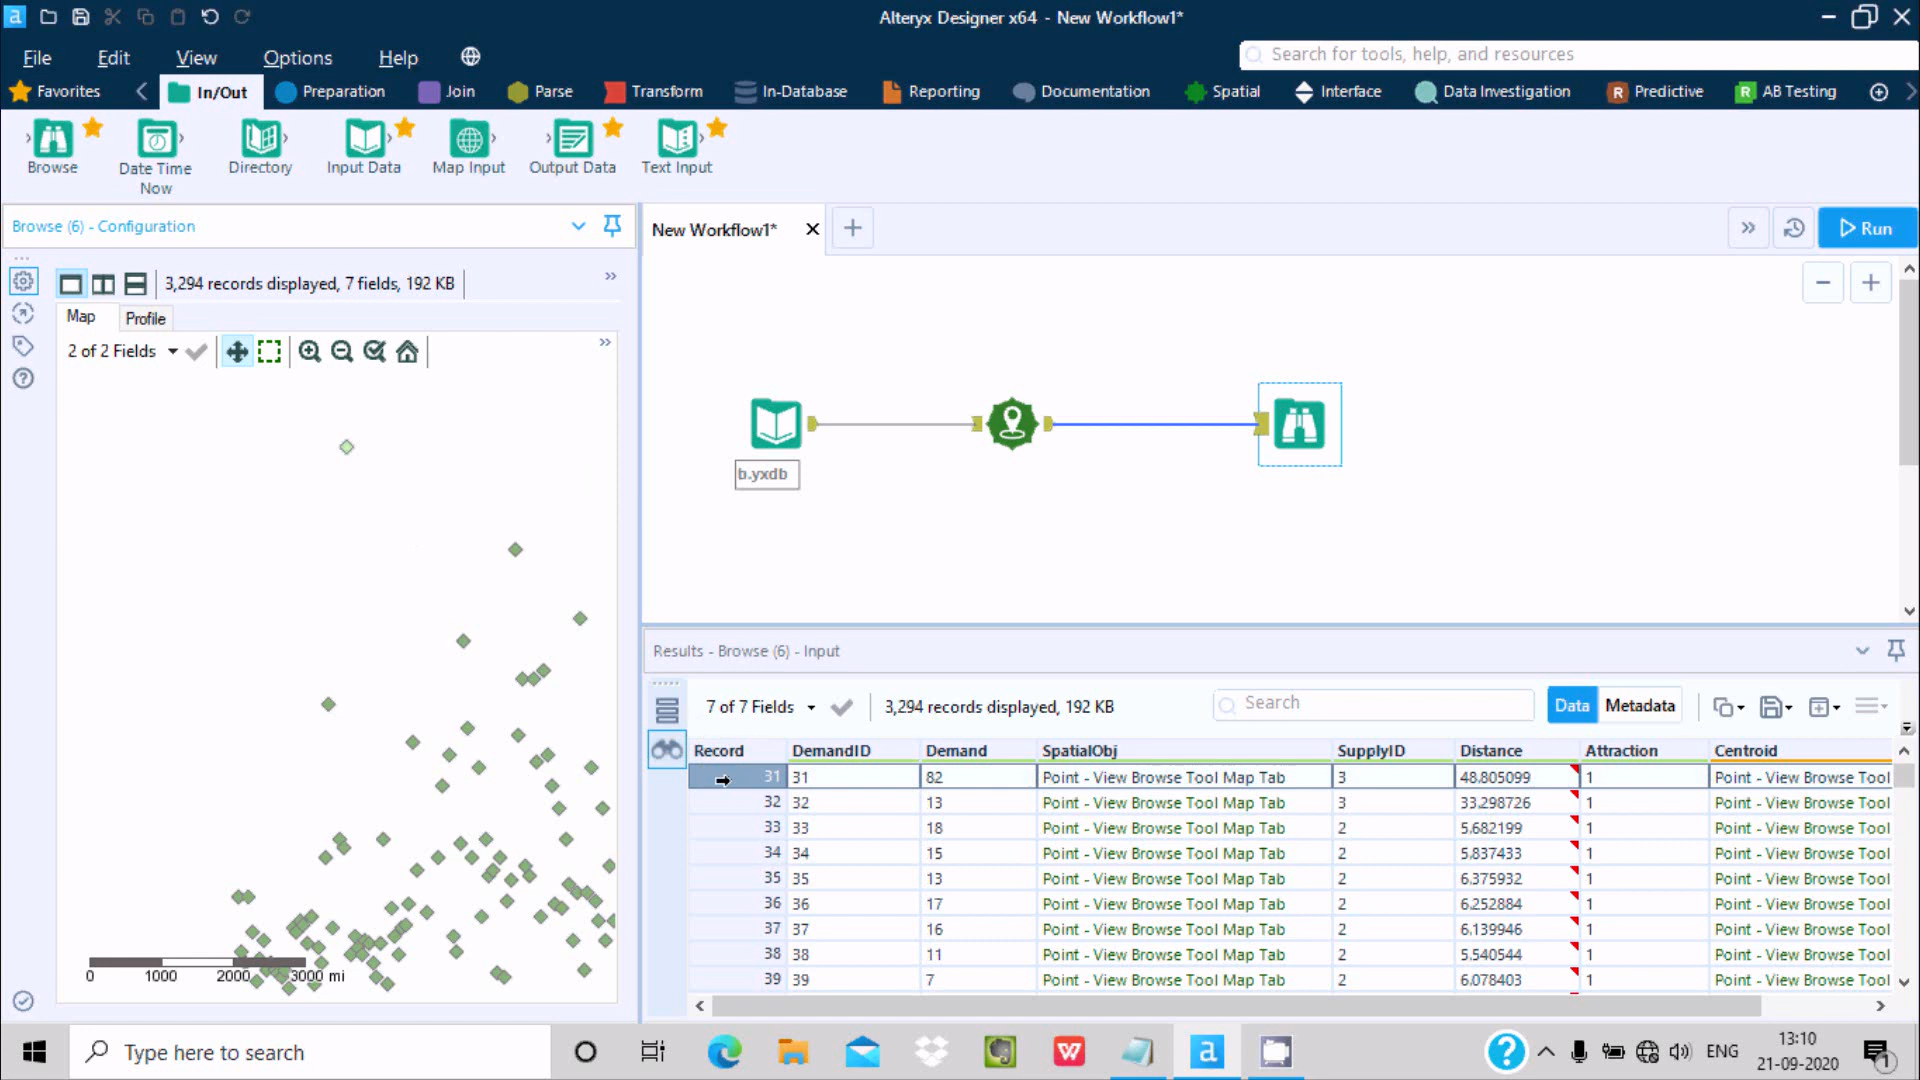 Alteryx Designer x64 - New Workflow1*
File Edit View Options Help
Search for tools, help, and resources
Favorites In/Out Preparation Join Parse Transform In-Database Reporting Documentation Spatial Interface Data Investigation Predictive AB Testing
Browse Date Time Now Directory Input Data Map Input Output Data Text Input
Browse (6) - Configuration
New Workflow1*
Run
3,294 records displayed, 7 fields, 192 KB
Map Profile
2 of 2 Fields
b.yxdb
0 1000 2000 3000 mi
Results - Browse (6) - Input
7 of 7 Fields 3,294 records displayed, 192 KB Search Data Metadata
Record DemandID Demand SpatialObj SupplyID Distance Attraction Centroid
31 31 82 Point - View Browse Tool Map Tab 3 48.805099 1 Point - View Browse Tool
32 32 13 Point - View Browse Tool Map Tab 3 33.298726 1 Point - View Browse Tool
33 33 18 Point - View Browse Tool Map Tab 2 5.682199 1 Point - View Browse Tool
34 34 15 Point - View Browse Tool Map Tab 2 5.837433 1 Point - View Browse Tool
35 35 13 Point - View Browse Tool Map Tab 2 6.375932 1 Point - View Browse Tool
36 36 17 Point - View Browse Tool Map Tab 2 6.252884 1 Point - View Browse Tool
37 37 16 Point - View Browse Tool Map Tab 2 6.139946 1 Point - View Browse Tool
38 38 11 Point - View Browse Tool Map Tab 2 5.540544 1 Point - View Browse Tool
39 39 7 Point - View Browse Tool Map Tab 2 6.078403 1 Point - View Browse Tool
Type here to search
ENG
13:10
21-09-2020
1